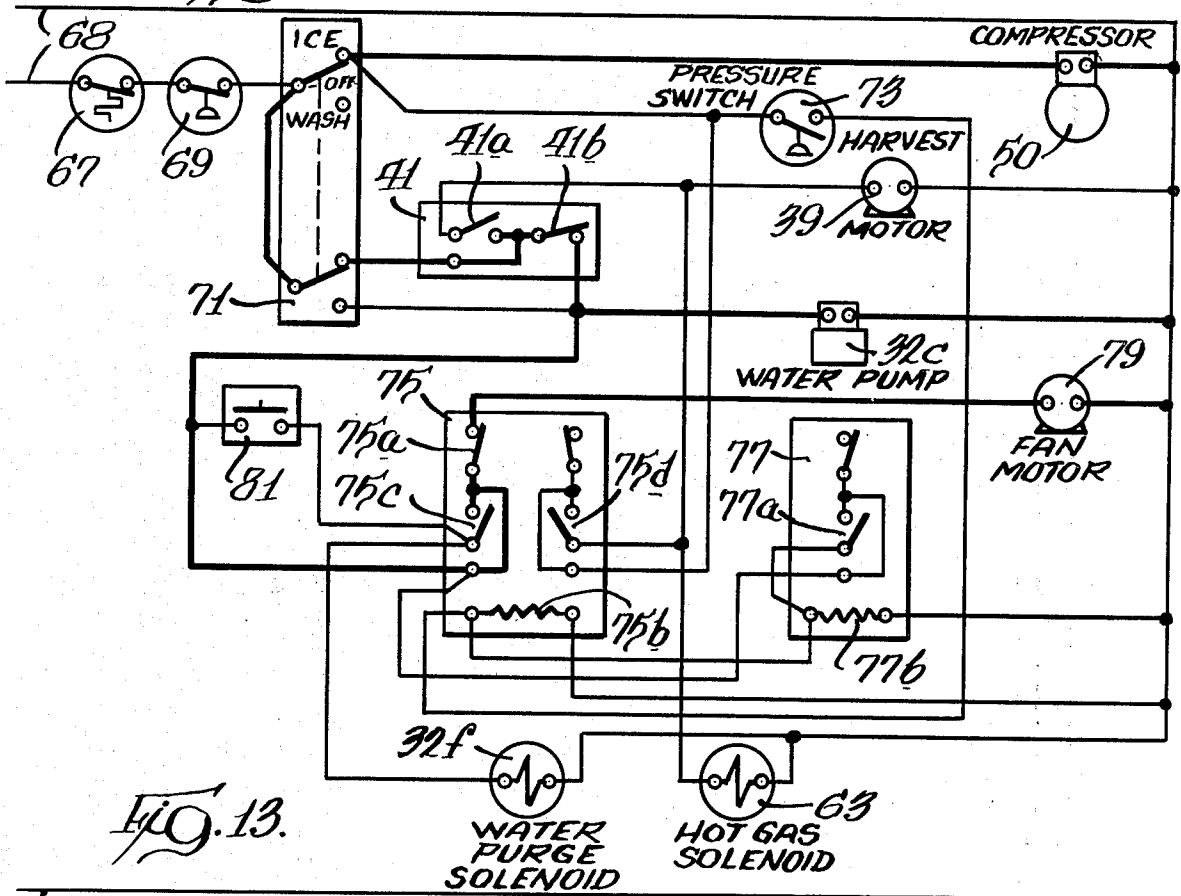 68
ICE
OFF
WASH
67
69
COMPRESSOR
50
PRESSURE
SWITCH
73
HARVEST
39
MOTOR
41
41a
41b
71
32c
WATER PUMP
79
FAN
MOTOR
81
75
75a
75c
75d
75b
77
77a
77b
32f
WATER
PURGE
SOLENOID
63
HOT GAS
SOLENOID
Fig. 13.